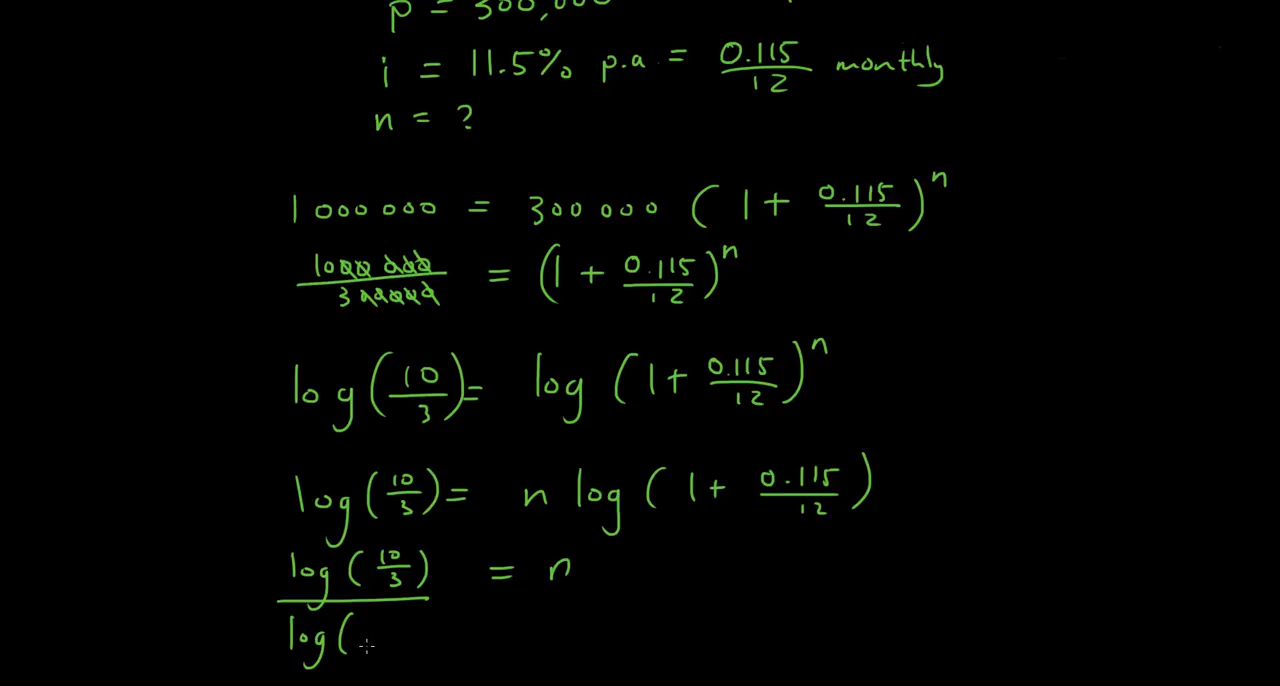 p = 300,000
i = 11.5% p.a = 0.115/12 monthly
n = ?
1 000 000 = 300 000 (1 + 0.115/12)^n
1000 000/3 00000 = (1 + 0.115/12)^n
log(10/3) = log (1 + 0.115/12)^n
log(10/3) = n log (1 + 0.115/12)
log(10/3)/log( = n